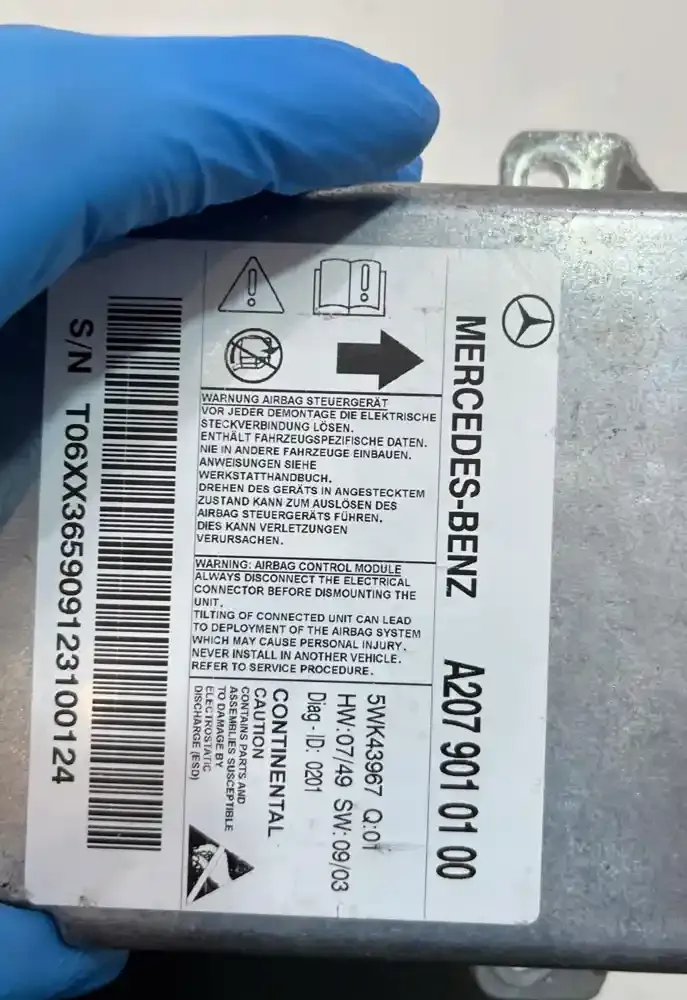 MERCEDES-BENZ A207 901 01 00
WARNUNG AIRBAG STEUERGERÄT
VOR JEDER DEMONTAGE DIE ELEKTRISCHE
STECKVERBINDUNG LÖSEN.
ENTHÄLT FAHRZEUGSPEZIFISCHE DATEN.
NIE IN ANDERE FAHRZEUGE EINBAUEN.
ANWEISUNGEN SIEHE
WERKSTATTHANDBUCH.
DREHEN DES GERÄTS IN ANGESTECKTEM
ZUSTAND KANN ZUM AUSLÖSEN DES
AIRBAG STEUERGERÄTS FÜHREN.
DIES KANN VERLETZUNGEN
VERURSACHEN.
WARNING: AIRBAG CONTROL MODULE
ALWAYS DISCONNECT THE ELECTRICAL
CONNECTOR BEFORE DISMOUNTING THE
UNIT.
TILTING OF CONNECTED UNIT CAN LEAD
TO DEPLOYMENT OF THE AIRBAG SYSTEM
WHICH MAY CAUSE PERSONAL INJURY.
NEVER INSTALL IN ANOTHER VEHICLE.
REFER TO SERVICE PROCEDURE.
5WK43967 Q:01
HW:07/49 SW:09/03
Diag-ID: 0201
CONTINENTAL
CAUTION
CONTAINS PARTS AND
ASSEMBLIES SUSCEPTIBLE
TO DAMAGE BY
ELECTROSTATIC
DISCHARGE (ESD)
S/N T06XX365909123100124